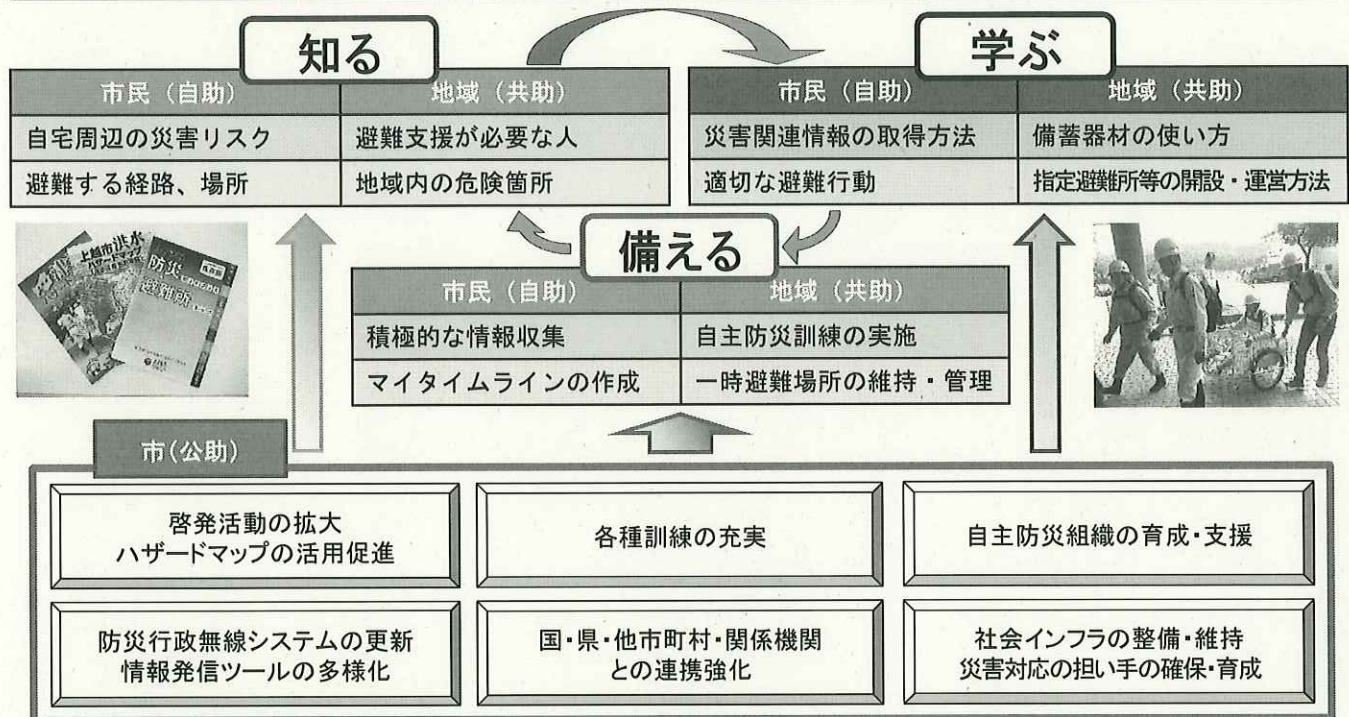 知る
市民（自助）
地域（共助）
自宅周辺の災害リスク
避難支援が必要な人
避難する経路、場所
地域内の危険箇所
学ぶ
市民（自助）
地域（共助）
災害関連情報の取得方法
備蓄器材の使い方
適切な避難行動
指定避難所等の開設・運営方法
上越市洪水
ハザードマップ
防災
避難所
備える
市民（自助）
地域（共助）
積極的な情報収集
自主防災訓練の実施
マイタイムラインの作成
一時避難場所の維持・管理
市(公助)
啓発活動の拡大
ハザードマップの活用促進
各種訓練の充実
自主防災組織の育成・支援
防災行政無線システムの更新
情報発信ツールの多様化
国・県・他市町村・関係機関
との連携強化
社会インフラの整備・維持
災害対応の担い手の確保・育成